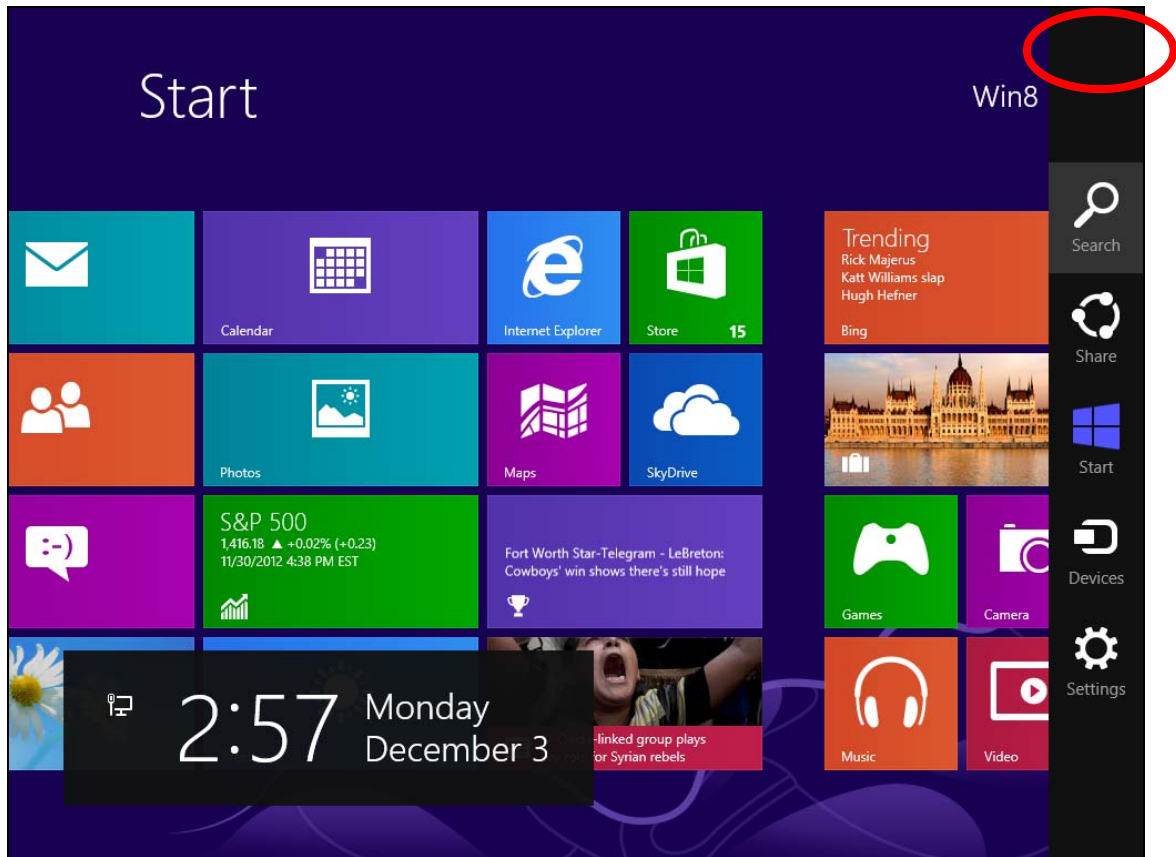 Start
Win8
Calendar
Internet Explorer
Store
15
Trending
Rick Majerus
Katt Williams slap
Hugh Hefner
Bing
Photos
Maps
SkyDrive
:-)
S&P 500
1,416.18 ▲ +0.02% (+0.23)
11/30/2012 4:38 PM EST
Fort Worth Star-Telegram - LeBreton:
Cowboys' win shows there's still hope
Games
Camera
-linked group plays
for Syrian rebels
Music
Video
2:57
Monday
December 3
Search
Share
Start
Devices
Settings